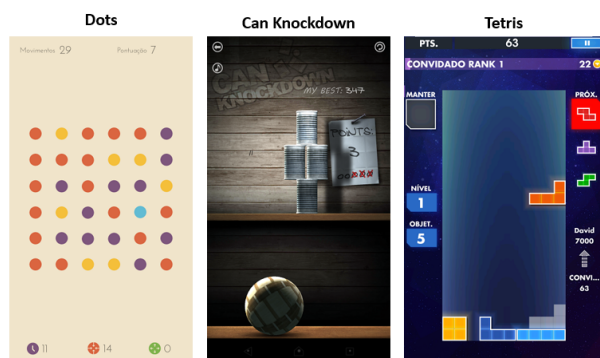 Dots
Can Knockdown
Tetris
Movimentos 29
Pontuação 7
11
14
0
CAN
KNOCKDOWN
MY BEST: 347
POINTS:
3
PTS.
63
CONVIDADO RANK 1
22
MANTER
PRÓX.
NÍVEL
1
OBJET.
5
David
7000
CONVI...
63